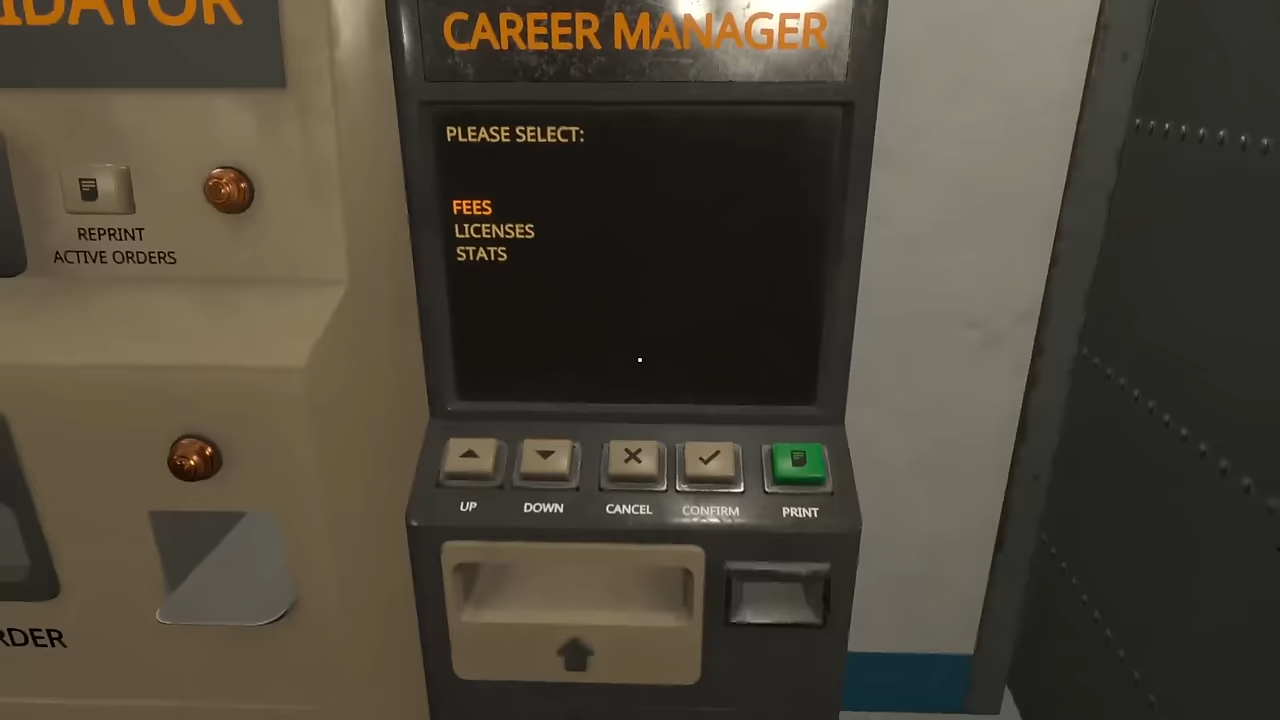 IDATOR
CAREER MANAGER
PLEASE SELECT:
FEES
LICENSES
STATS
REPRINT
ACTIVE ORDERS
UP
DOWN
CANCEL
CONFIRM
PRINT
RDER